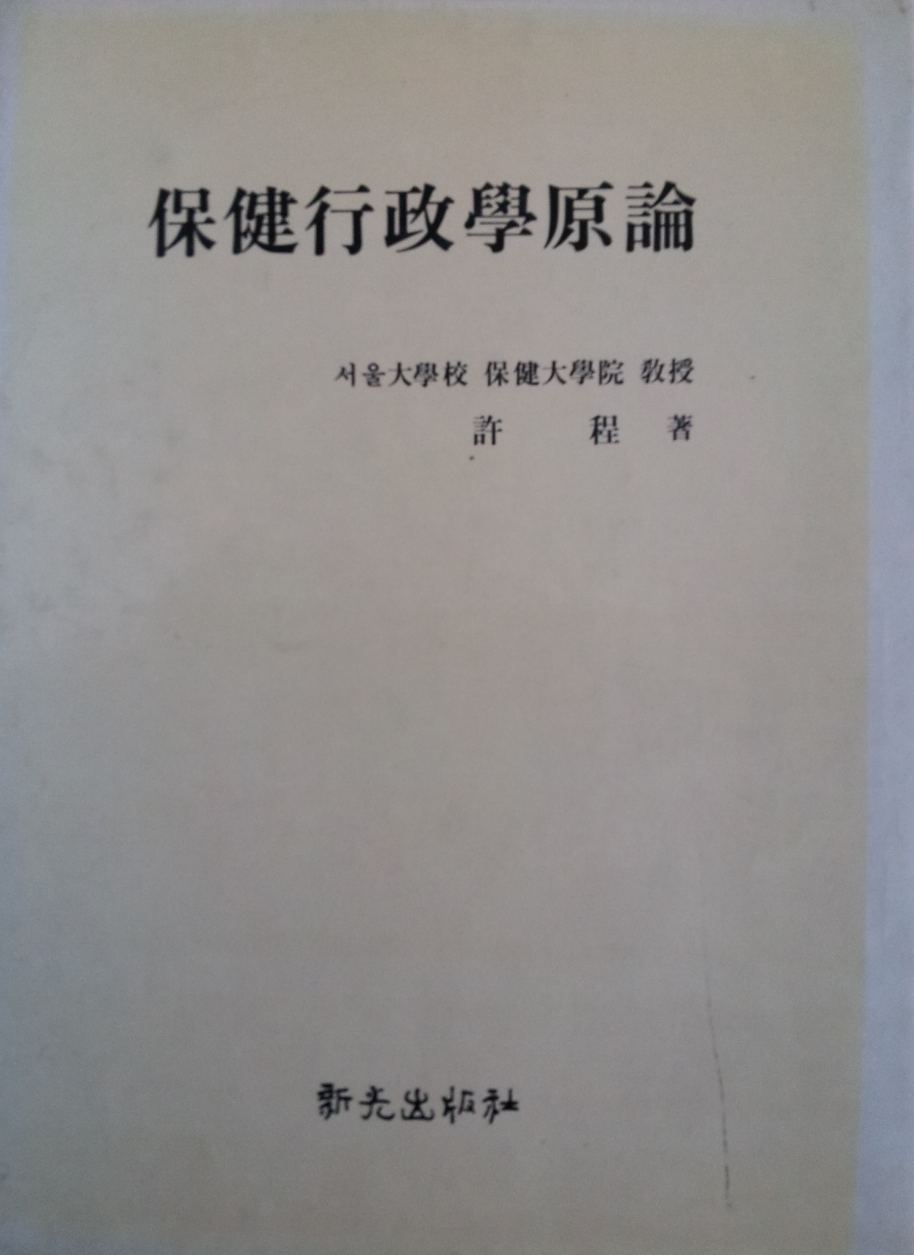 保健行政學原論
서울大學校 保健大學院 敎授
許 程 著
新光出版社